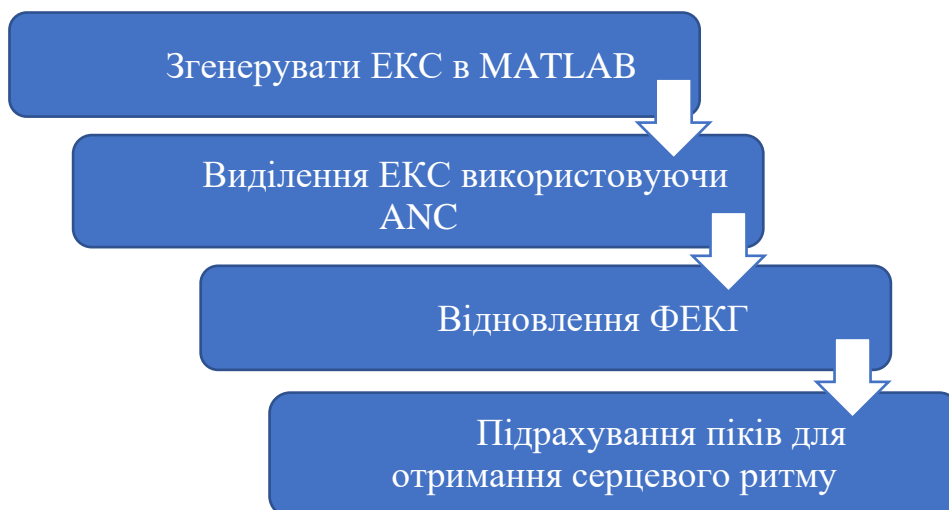 Згенерувати ЕКС в MATLAB
Виділення ЕКС використовуючи
ANC
Відновлення ФЕКГ
Підрахування піків для
отримання серцевого ритму